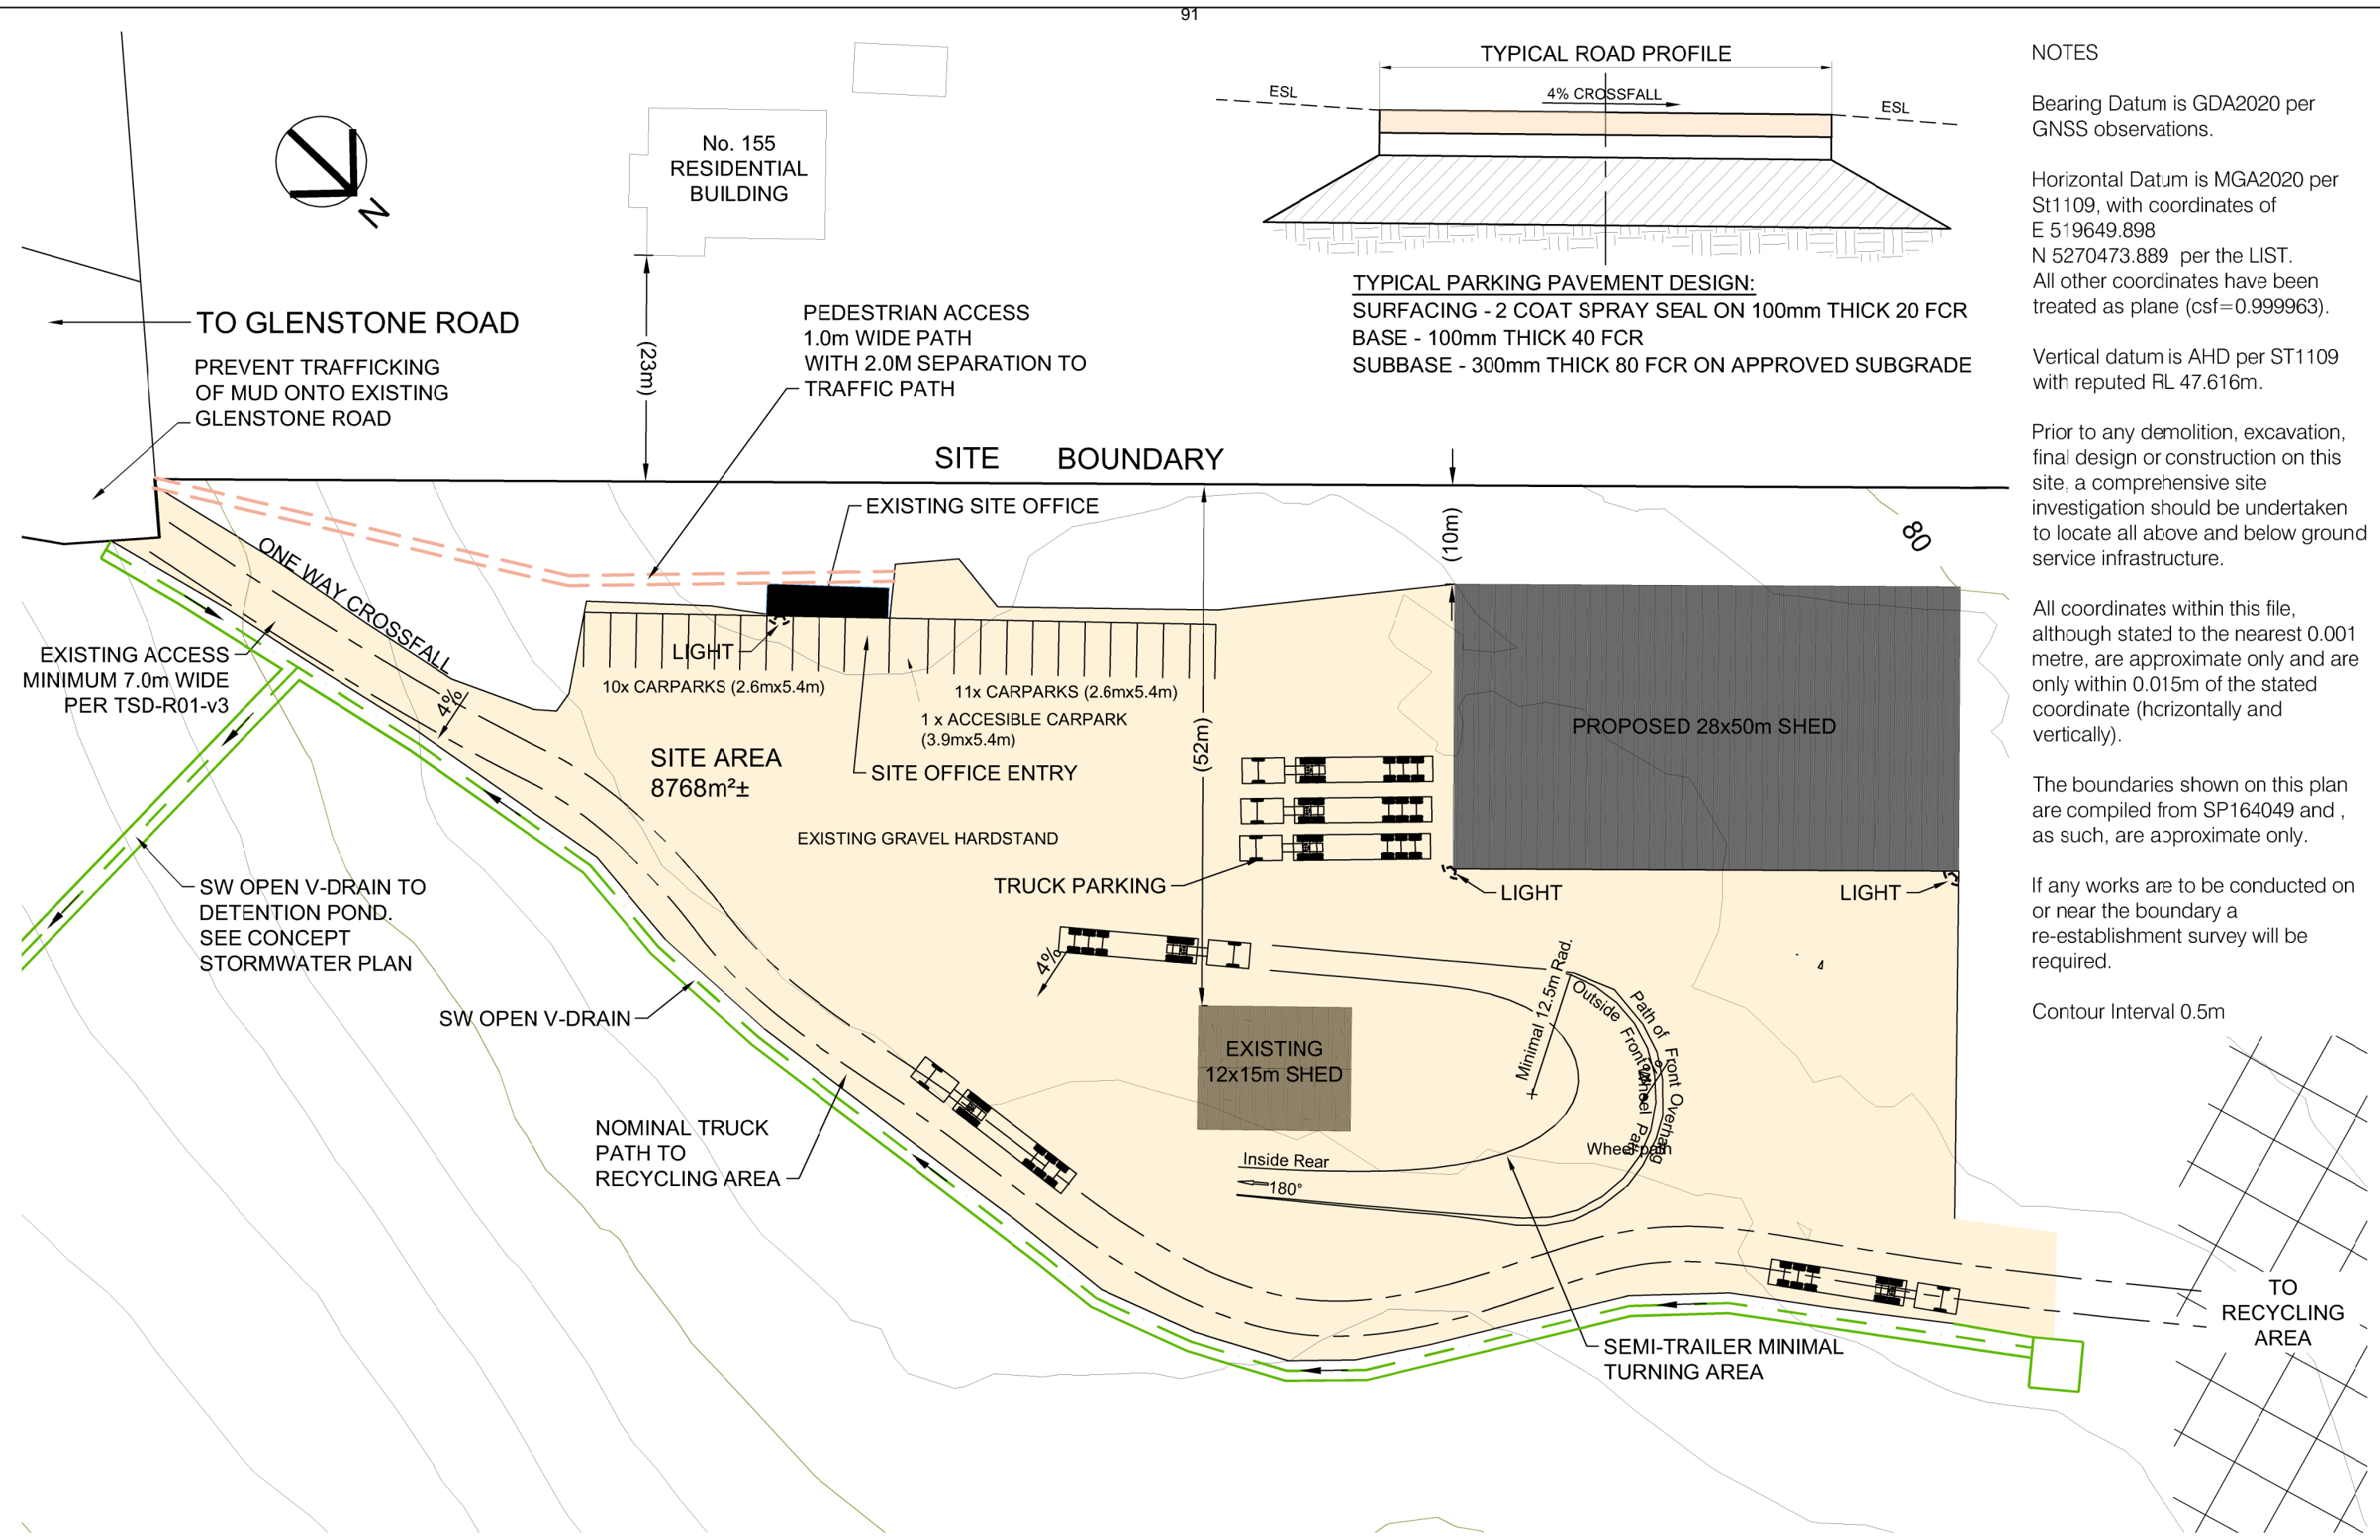 91
TYPICAL ROAD PROFILE
ESL
4% CROSSFALL
ESL
TYPICAL PARKING PAVEMENT DESIGN:
SURFACING - 2 COAT SPRAY SEAL ON 100mm THICK 20 FCR
BASE - 100mm THICK 40 FCR
SUBBASE - 300mm THICK 80 FCR ON APPROVED SUBGRADE
NOTES
Bearing Datum is GDA2020 per
GNSS observations.
Horizontal Datum is MGA2020 per
St1109, with coordinates of
E 519649.898
N 5270473.889 per the LIST.
All other coordinates have been
treated as plane (csf=0.999963).
Vertical datum is AHD per ST1109
with reputed RL 47.616m.
Prior to any demolition, excavation,
final design or construction on this
site, a comprehensive site
investigation should be undertaken
to locate all above and below ground
service infrastructure.
All coordinates within this file,
although stated to the nearest 0.001
metre, are approximate only and are
only within 0.015m of the stated
coordinate (horizontally and
vertically).
The boundaries shown on this plan
are compiled from SP164049 and ,
as such, are approximate only.
If any works are to be conducted on
or near the boundary a
re-establishment survey will be
required.
Contour Interval 0.5m
N
No. 155
RESIDENTIAL
BUILDING
TO GLENSTONE ROAD
PREVENT TRAFFICKING
OF MUD ONTO EXISTING
GLENSTONE ROAD
(23m)
PEDESTRIAN ACCESS
1.0m WIDE PATH
WITH 2.0M SEPARATION TO
TRAFFIC PATH
SITE BOUNDARY
EXISTING SITE OFFICE
(10m)
80
ONE WAY CROSSFALL
4%
EXISTING ACCESS
MINIMUM 7.0m WIDE
PER TSD-R01-v3
LIGHT
10x CARPARKS (2.6mx5.4m)
11x CARPARKS (2.6mx5.4m)
1 x ACCESIBLE CARPARK
(3.9mx5.4m)
SITE OFFICE ENTRY
SITE AREA
8768m²±
(52m)
PROPOSED 28x50m SHED
EXISTING GRAVEL HARDSTAND
TRUCK PARKING
LIGHT
LIGHT
SW OPEN V-DRAIN TO
DETENTION POND.
SEE CONCEPT
STORMWATER PLAN
4%
SW OPEN V-DRAIN
EXISTING
12x15m SHED
Minimal 12.5m Rad.
Outside Front Wheel Path
Path of Front Overhang
4%
Wheelpath
Inside Rear
180°
NOMINAL TRUCK
PATH TO
RECYCLING AREA
SEMI-TRAILER MINIMAL
TURNING AREA
TO
RECYCLING
AREA